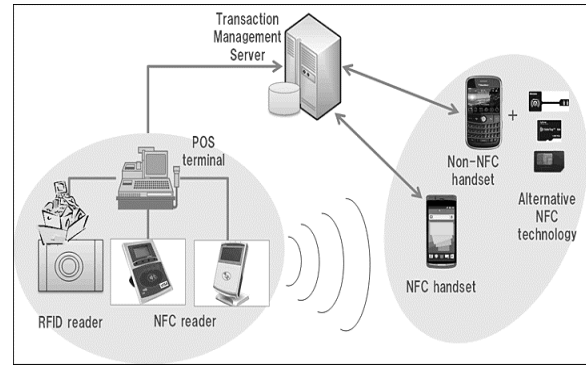 Transaction
Management
Server
POS
terminal
Non-NFC
handset
+
Alternative
NFC
technology
NFC handset
RFID reader
NFC reader